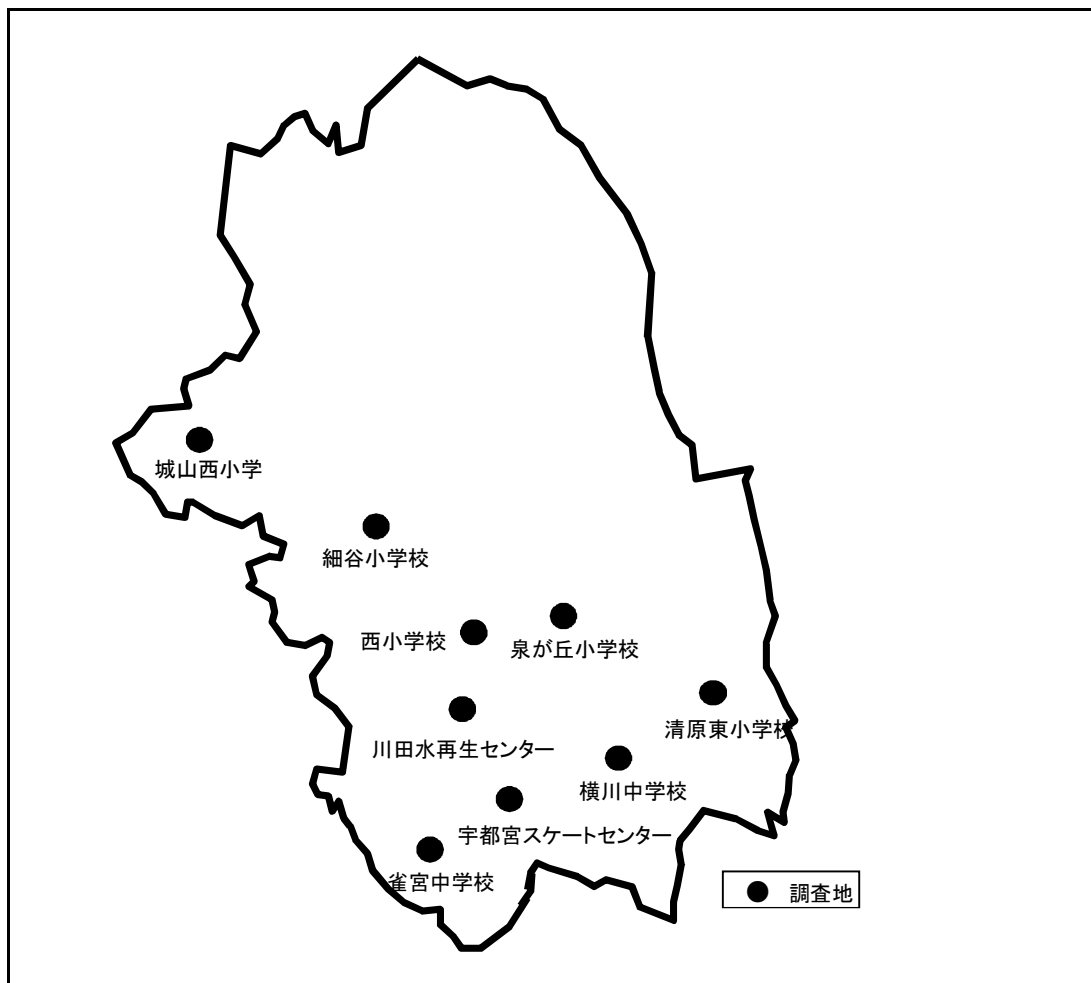 城山西小学
細谷小学校
西小学校
泉が丘小学校
清原東小学校
川田水再生センター
横川中学校
宇都宮スケートセンター
雀宮中学校
調査地